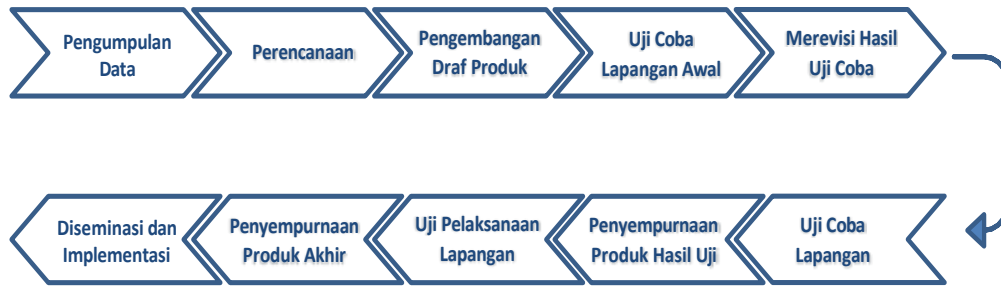 Pengumpulan
Data
Perencanaan
Pengembangan
Draf Produk
Uji Coba
Lapangan Awal
Merevisi Hasil
Uji Coba
Diseminasi dan
Implementasi
Penyempurnaan
Produk Akhir
Uji Pelaksanaan
Lapangan
Penyempurnaan
Produk Hasil Uji
Uji Coba
Lapangan